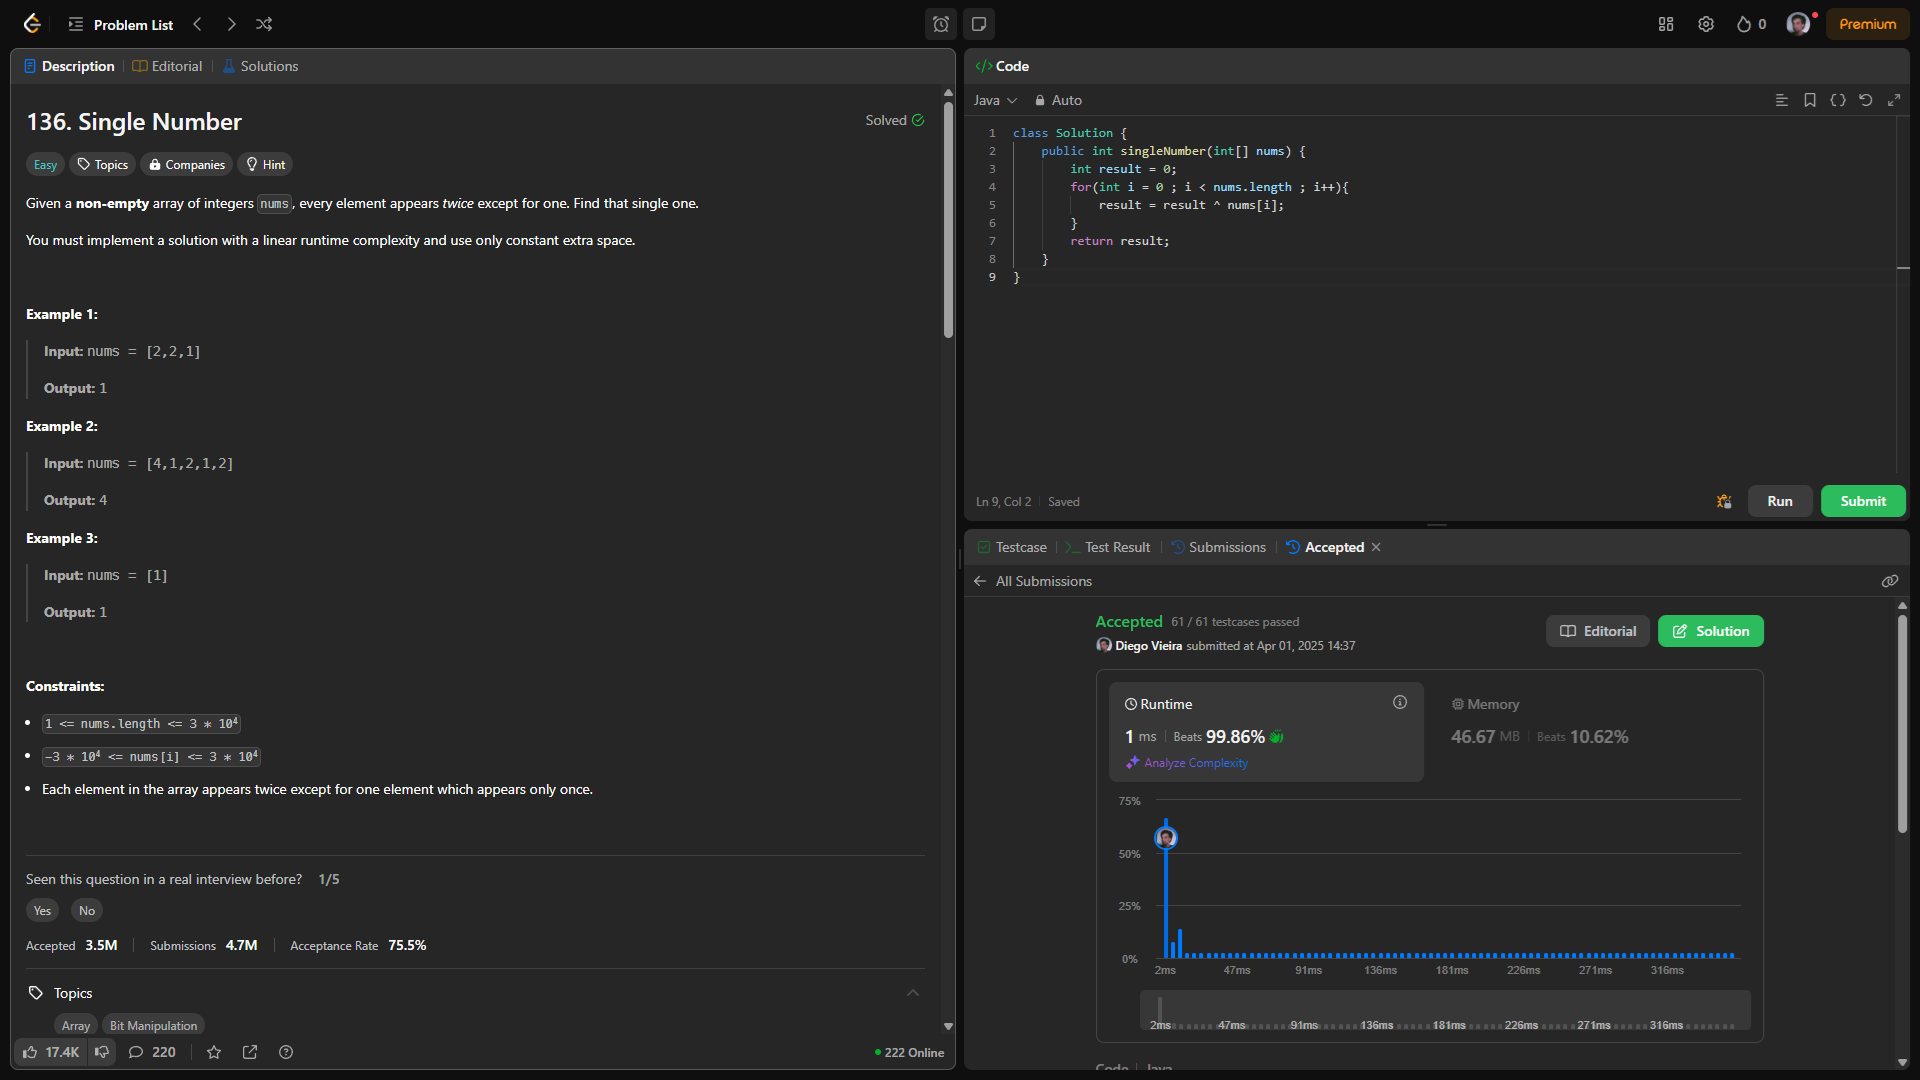 Problem List
0
Premium
Description
Editorial
Solutions
136. Single Number
Solved
Easy
Topics
Companies
Hint
Given a non-empty array of integers nums, every element appears twice except for one. Find that single one.
You must implement a solution with a linear runtime complexity and use only constant extra space.
Example 1:
Input: nums = [2,2,1]
Output: 1
Example 2:
Input: nums = [4,1,2,1,2]
Output: 4
Example 3:
Input: nums = [1]
Output: 1
Constraints:
1 <= nums.length <= 3 * 10⁴
-3 * 10⁴ <= nums[i] <= 3 * 10⁴
Each element in the array appears twice except for one element which appears only once.
Seen this question in a real interview before? 1/5
Yes
No
Accepted 3.5M
Submissions 4.7M
Acceptance Rate 75.5%
Topics
Array
Bit Manipulation
17.4K
220
222 Online
</> Code
Java
Auto
1 class Solution {
2 public int singleNumber(int[] nums) {
3 int result = 0;
4 for(int i = 0 ; i < nums.length ; i++){
5 result = result ^ nums[i];
6 }
7 return result;
8 }
9 }
Ln 9, Col 2
Saved
Run
Submit
Testcase
Test Result
Submissions
Accepted
All Submissions
Accepted 61 / 61 testcases passed
Diego Vieira submitted at Apr 01, 2025 14:37
Editorial
Solution
Runtime
1 ms
Beats 99.86%
Analyze Complexity
Memory
46.67 MB
Beats 10.62%
75%
50%
25%
0%
2ms 47ms 91ms 136ms 181ms 226ms 271ms 316ms
2ms 47ms 91ms 136ms 181ms 226ms 271ms 316ms
Code
Java